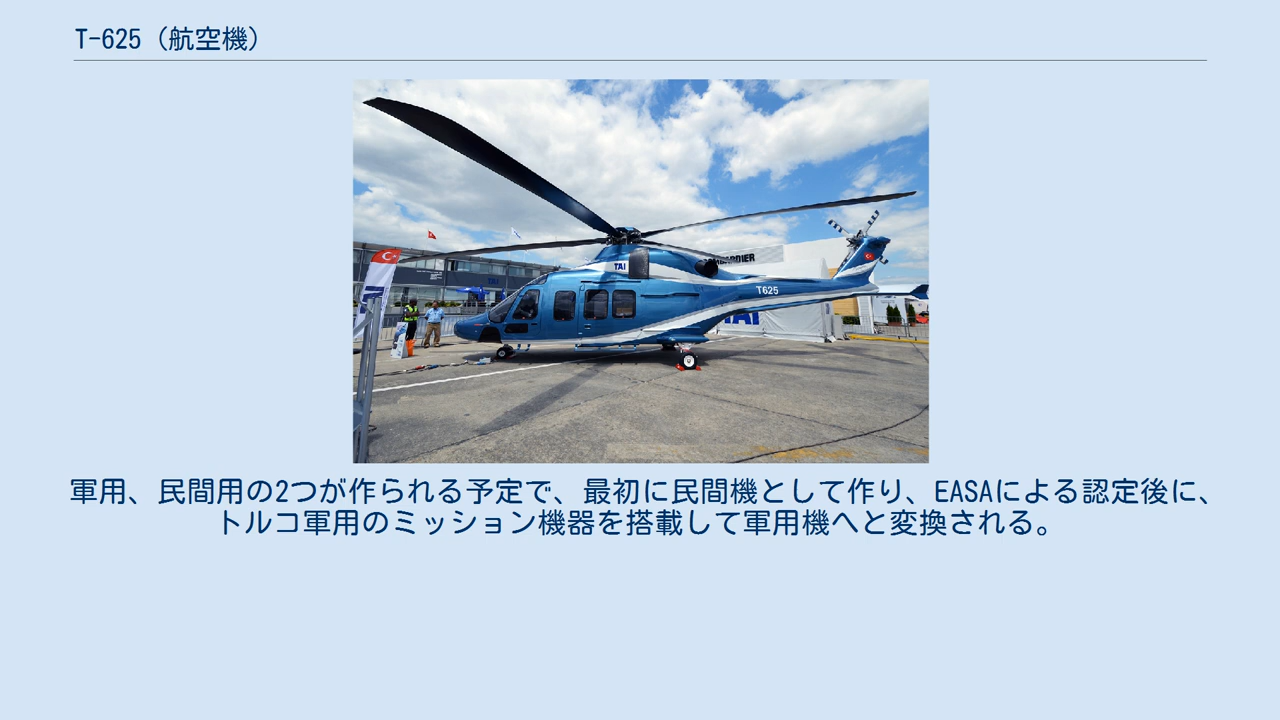 T-625（航空機）
BOMBARDIER
TAI
T625
TAI
軍用、民間用の2つが作られる予定で、最初に民間機として作り、EASAによる認定後に、
トルコ軍用のミッション機器を搭載して軍用機へと変換される。